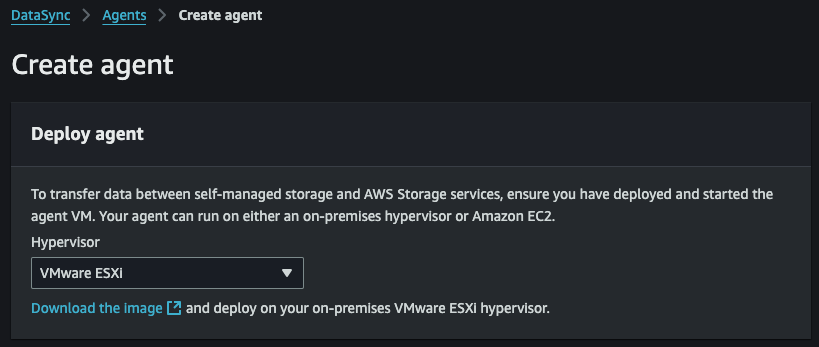 DataSync > Agents > Create agent
Create agent
Deploy agent
To transfer data between self-managed storage and AWS Storage services, ensure you have deployed and started the
agent VM. Your agent can run on either an on-premises hypervisor or Amazon EC2.
Hypervisor
VMware ESXi
Download the image and deploy on your on-premises VMware ESXi hypervisor.